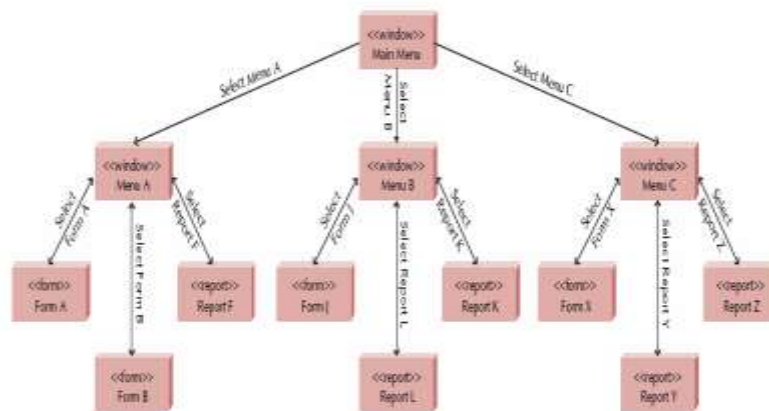 <<window>>
Main Menu
Select Menu A
Select
Menu B
Select Menu C
<<window>>
Menu A
<<window>>
Menu B
<<window>>
Menu C
Select
Form A
Select Form B
Select
Report F
Select
Form J
Select Report L
Select
Report K
Select
Form X
Select Report Y
Select
Report Z
<<form>>
Form A
<<report>>
Report F
<<form>>
Form J
<<report>>
Report K
<<form>>
Form X
<<report>>
Report Z
<<form>>
Form B
<<report>>
Report L
<<report>>
Report Y